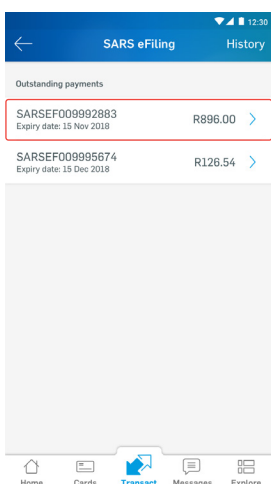 12:30
SARS eFiling History
Outstanding payments
SARSEF009992883 R896.00
Expiry date: 15 Nov 2018
SARSEF009995674 R126.54
Expiry date: 15 Dec 2018
Home Cards Transact Messages Explore